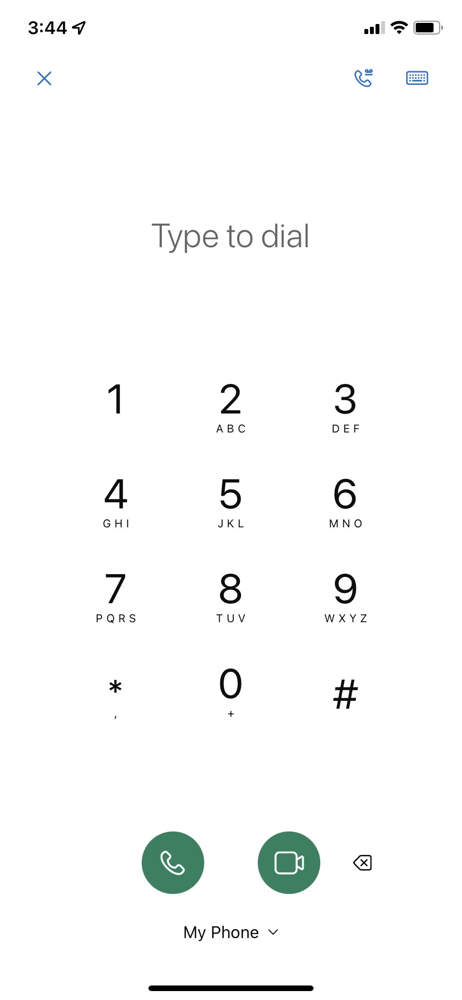 3:44
Type to dial
1 2 3
ABC DEF
4 5 6
GHI JKL MNO
7 8 9
PQRS TUV WXYZ
* 0 #
, +
My Phone